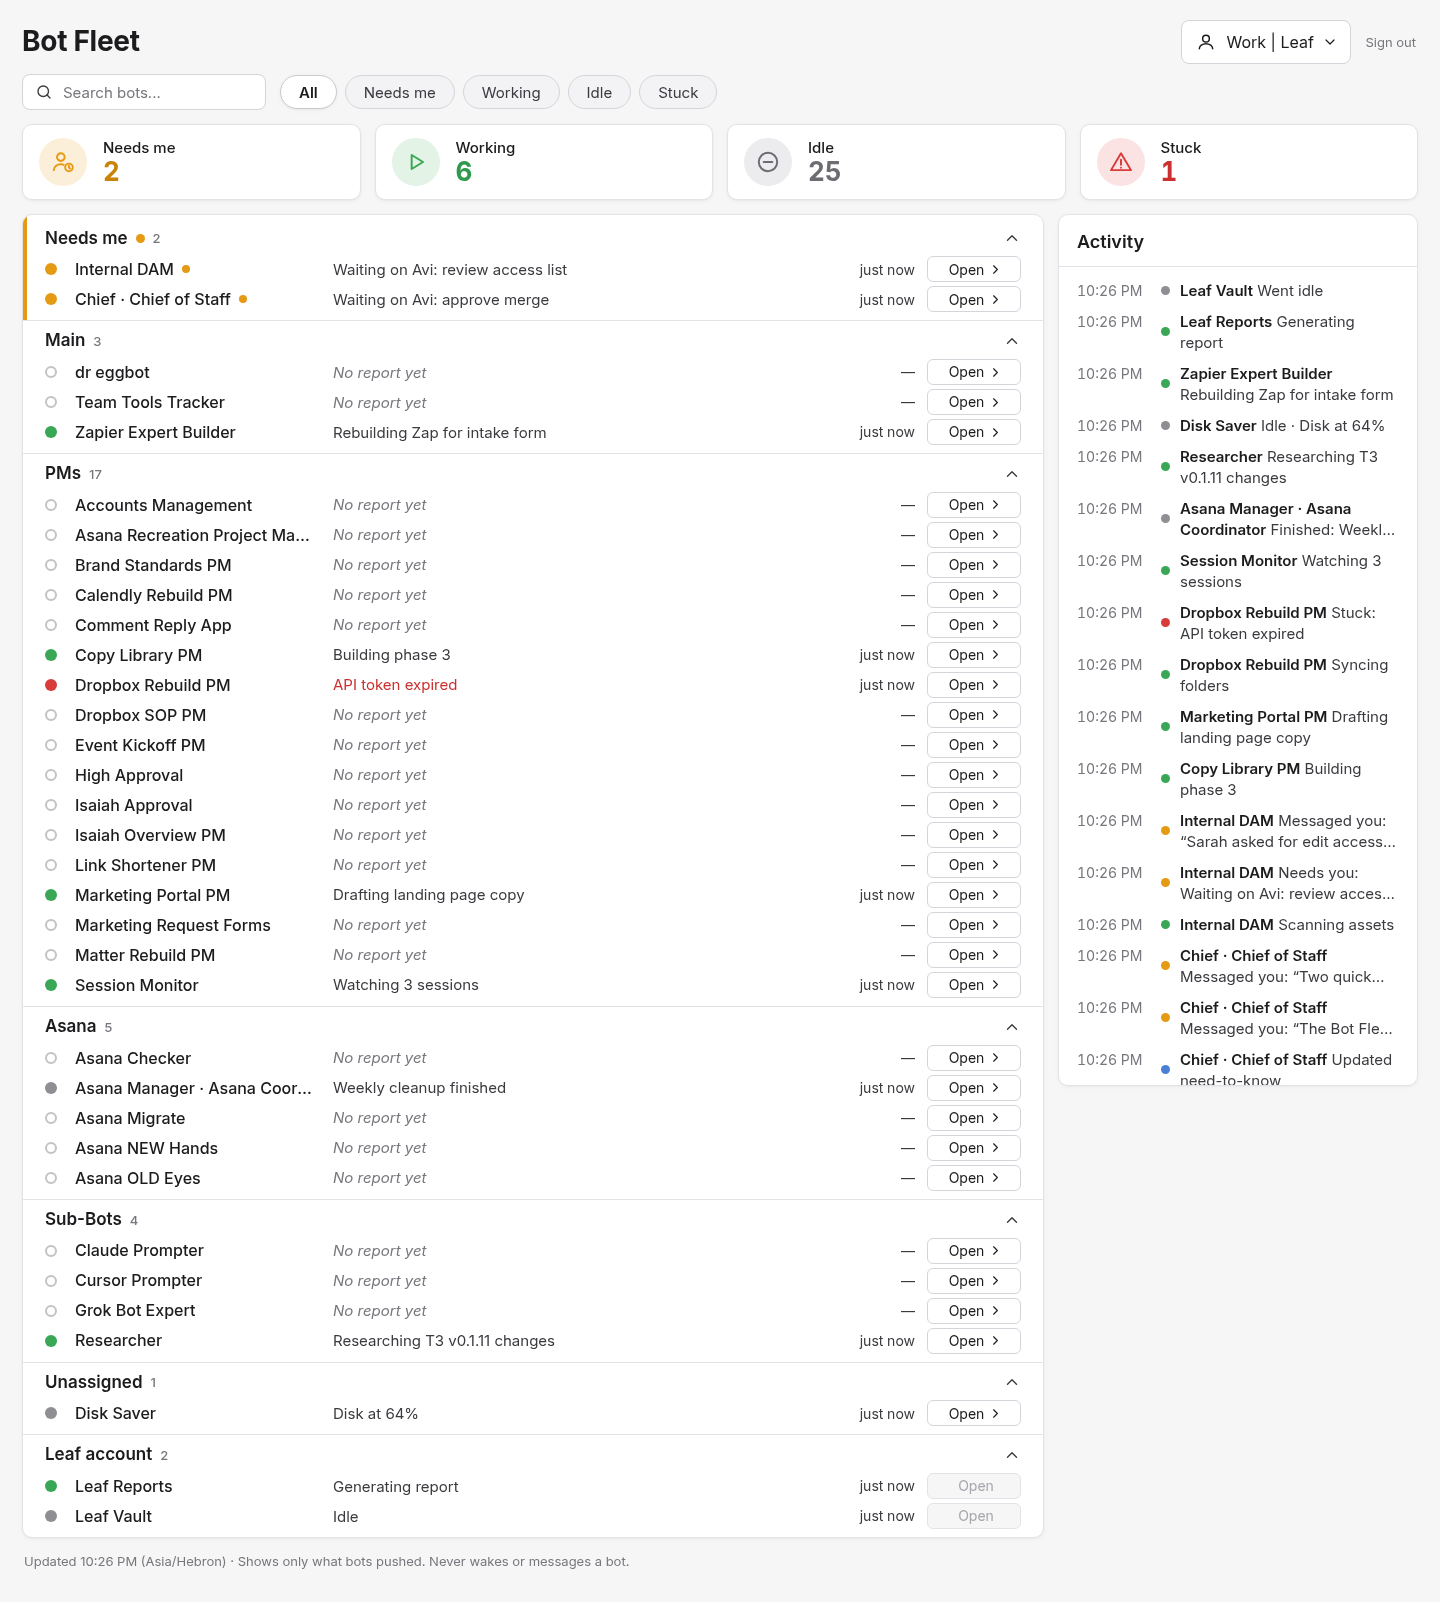 Bot Fleet
Work | Leaf
Sign out
Search bots...
All
Needs me
Working
Idle
Stuck
Needs me
2
Working
6
Idle
25
Stuck
1
Needs me 2
Internal DAM Waiting on Avi: review access list just now Open
Chief · Chief of Staff Waiting on Avi: approve merge just now Open
Main 3
dr eggbot No report yet — Open
Team Tools Tracker No report yet — Open
Zapier Expert Builder Rebuilding Zap for intake form just now Open
PMs 17
Accounts Management No report yet — Open
Asana Recreation Project Ma... No report yet — Open
Brand Standards PM No report yet — Open
Calendly Rebuild PM No report yet — Open
Comment Reply App No report yet — Open
Copy Library PM Building phase 3 just now Open
Dropbox Rebuild PM API token expired just now Open
Dropbox SOP PM No report yet — Open
Event Kickoff PM No report yet — Open
High Approval No report yet — Open
Isaiah Approval No report yet — Open
Isaiah Overview PM No report yet — Open
Link Shortener PM No report yet — Open
Marketing Portal PM Drafting landing page copy just now Open
Marketing Request Forms No report yet — Open
Matter Rebuild PM No report yet — Open
Session Monitor Watching 3 sessions just now Open
Asana 5
Asana Checker No report yet — Open
Asana Manager · Asana Coor... Weekly cleanup finished just now Open
Asana Migrate No report yet — Open
Asana NEW Hands No report yet — Open
Asana OLD Eyes No report yet — Open
Sub-Bots 4
Claude Prompter No report yet — Open
Cursor Prompter No report yet — Open
Grok Bot Expert No report yet — Open
Researcher Researching T3 v0.1.11 changes just now Open
Unassigned 1
Disk Saver Disk at 64% just now Open
Leaf account 2
Leaf Reports Generating report just now Open
Leaf Vault Idle just now Open
Activity
10:26 PM Leaf Vault Went idle
10:26 PM Leaf Reports Generating
report
10:26 PM Zapier Expert Builder
Rebuilding Zap for intake form
10:26 PM Disk Saver Idle · Disk at 64%
10:26 PM Researcher Researching T3
v0.1.11 changes
10:26 PM Asana Manager · Asana
Coordinator Finished: Weekl...
10:26 PM Session Monitor Watching 3
sessions
10:26 PM Dropbox Rebuild PM Stuck:
API token expired
10:26 PM Dropbox Rebuild PM Syncing
folders
10:26 PM Marketing Portal PM Drafting
landing page copy
10:26 PM Copy Library PM Building
phase 3
10:26 PM Internal DAM Messaged you:
“Sarah asked for edit access...
10:26 PM Internal DAM Needs you:
Waiting on Avi: review acces...
10:26 PM Internal DAM Scanning assets
10:26 PM Chief · Chief of Staff
Messaged you: “Two quick...
10:26 PM Chief · Chief of Staff
Messaged you: “The Bot Fle...
10:26 PM Chief · Chief of Staff Updated
need-to-know
Updated 10:26 PM (Asia/Hebron) · Shows only what bots pushed. Never wakes or messages a bot.